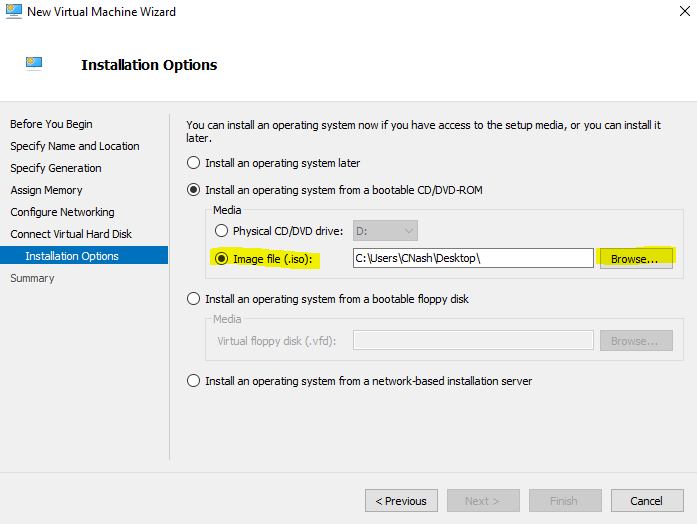 New Virtual Machine Wizard
Installation Options
Before You Begin
Specify Name and Location
Specify Generation
Assign Memory
Configure Networking
Connect Virtual Hard Disk
Installation Options
Summary
You can install an operating system now if you have access to the setup media, or you can install it
later.
Install an operating system later
Install an operating system from a bootable CD/DVD-ROM
Media
Physical CD/DVD drive: D:
Image file (.iso): C:\Users\CNash\Desktop\ Browse...
Install an operating system from a bootable floppy disk
Media
Virtual floppy disk (.vfd): Browse...
Install an operating system from a network-based installation server
< Previous Next > Finish Cancel